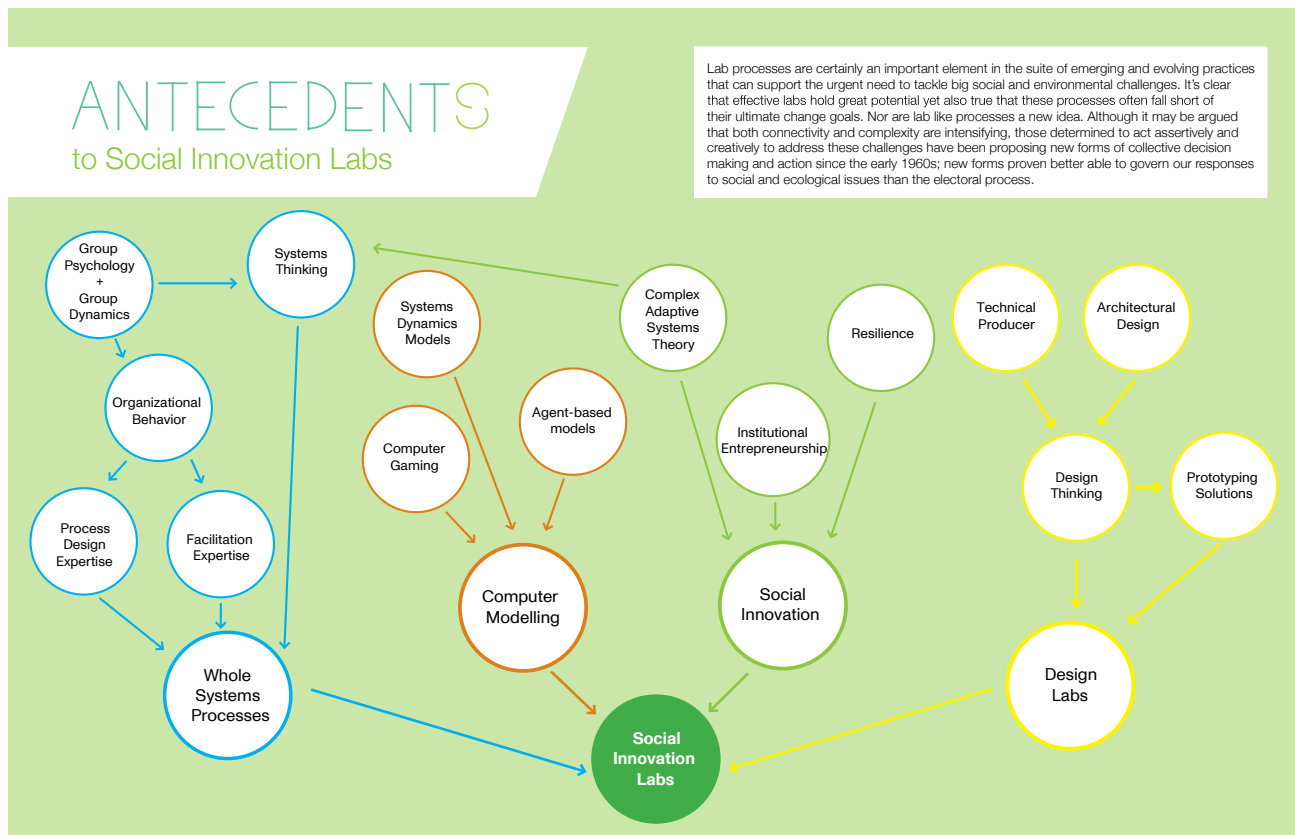 ANTECEDENTS
to Social Innovation Labs
Lab processes are certainly an important element in the suite of emerging and evolving practices
that can support the urgent need to tackle big social and environmental challenges. It's clear
that effective labs hold great potential yet also true that these processes often fall short of
their ultimate change goals. Nor are lab like processes a new idea. Although it may be argued
that both connectivity and complexity are intensifying, those determined to act assertively and
creatively to address these challenges have been proposing new forms of collective decision
making and action since the early 1960s; new forms proven better able to govern our responses
to social and ecological issues than the electoral process.
Group
Psychology
+
Group
Dynamics
Systems
Thinking
Organizational
Behavior
Process
Design
Expertise
Facilitation
Expertise
Whole
Systems
Processes
Systems
Dynamics
Models
Computer
Gaming
Agent-based
models
Computer
Modelling
Complex
Adaptive
Systems
Theory
Institutional
Entrepreneurship
Resilience
Social
Innovation
Technical
Producer
Architectural
Design
Design
Thinking
Prototyping
Solutions
Design
Labs
Social
Innovation
Labs